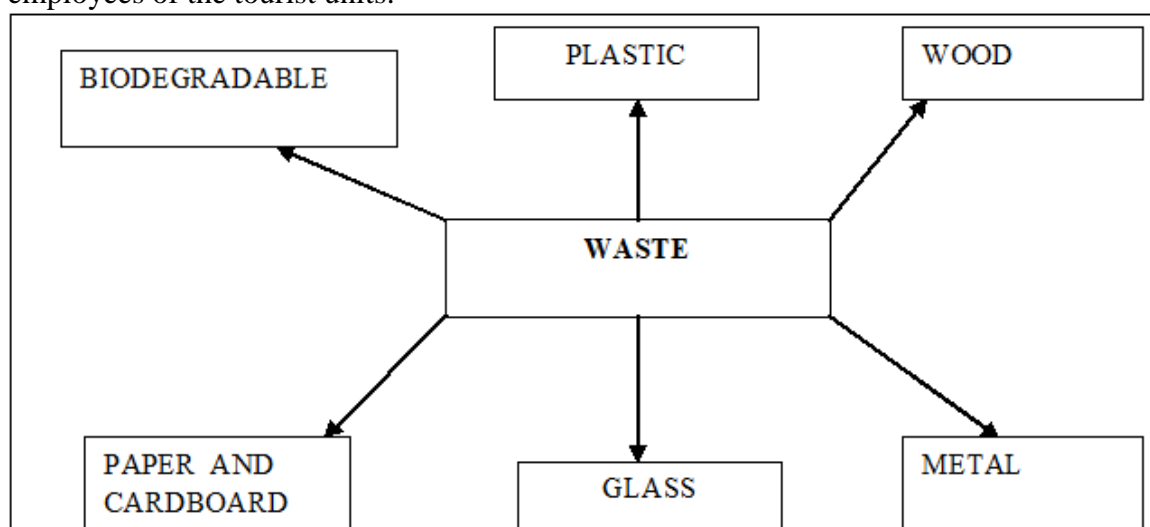 employees of the tourist units.
BIODEGRADABLE
PLASTIC
WOOD
WASTE
PAPER AND
CARDBOARD
GLASS
METAL